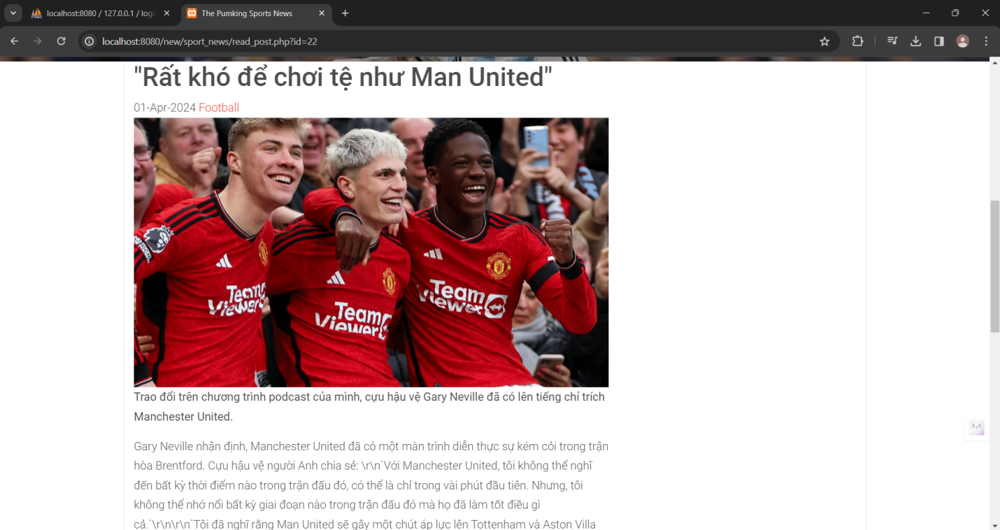 localhost:8080 / 127.0.0.1 / logi
The Pumking Sports News
localhost:8080/new/sport_news/read_post.php?id=22
"Rất khó để chơi tệ như Man United"
01-Apr-2024 Football
Team Viewer
Team Viewer
Team Viewer
Trao đổi trên chương trình podcast của mình, cựu hậu vệ Gary Neville đã có lên tiếng chỉ trích
Manchester United.
Gary Neville nhận định, Manchester United đã có một màn trình diễn thực sự kém cỏi trong trận
hòa Brentford. Cựu hậu vệ người Anh chia sẻ: \r\n`Với Manchester United, tôi không thể nghĩ
đến bất kỳ thời điểm nào trong trận đấu đó, có thể là chỉ trong vài phút đầu tiên. Nhưng, tôi
không thể nhớ nổi bất kỳ giai đoạn nào trong trận đấu đó mà họ đã làm tốt điều gì
cả.`\r\n\r\n`Tôi đã nghĩ rằng Man United sẽ gây một chút áp lực lên Tottenham và Aston Villa